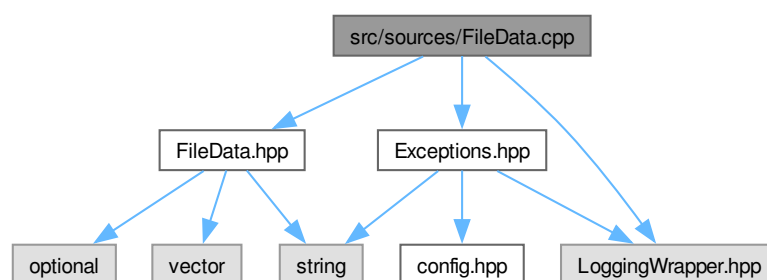 src/sources/FileData.cpp
FileData.hpp
Exceptions.hpp
optional
vector
string
config.hpp
LoggingWrapper.hpp